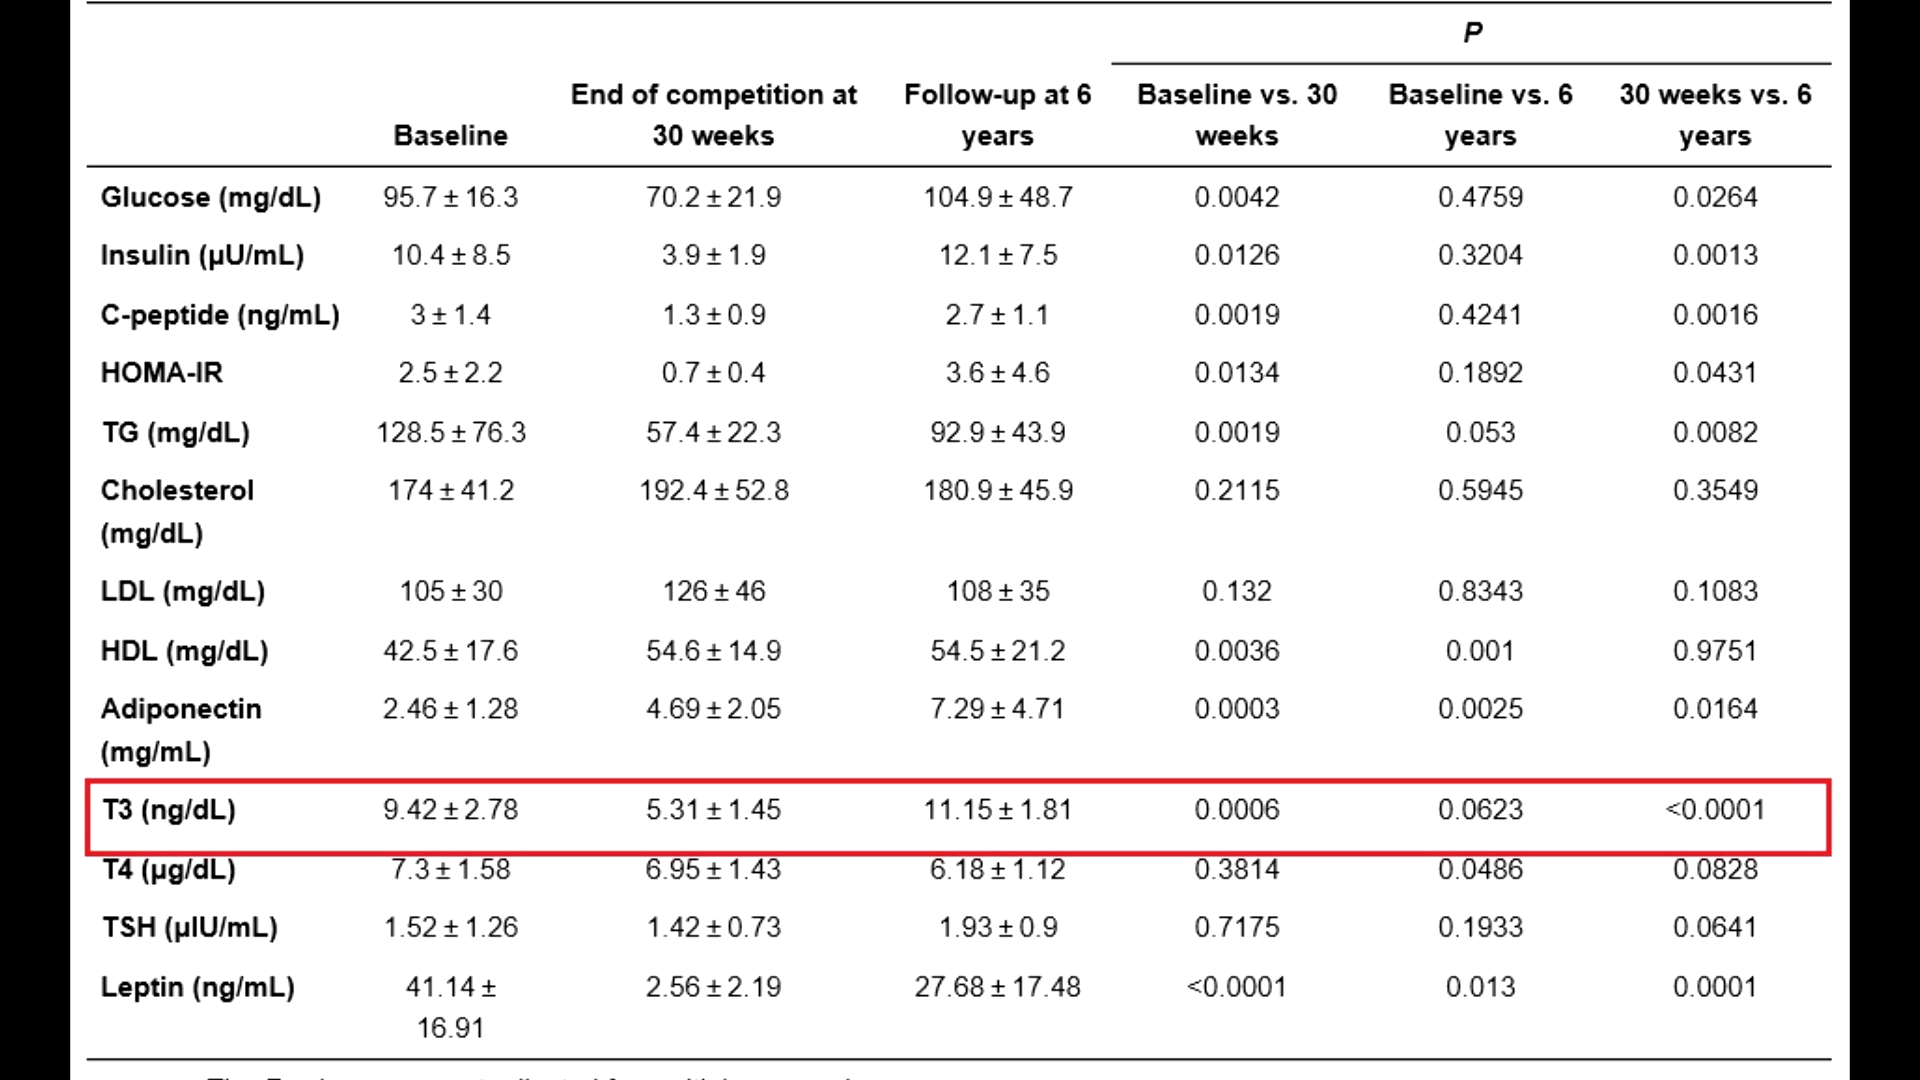 P
Baseline End of competition at 30 weeks Follow-up at 6 years Baseline vs. 30 weeks Baseline vs. 6 years 30 weeks vs. 6 years
Glucose (mg/dL) 95.7 ± 16.3 70.2 ± 21.9 104.9 ± 48.7 0.0042 0.4759 0.0264
Insulin (µU/mL) 10.4 ± 8.5 3.9 ± 1.9 12.1 ± 7.5 0.0126 0.3204 0.0013
C-peptide (ng/mL) 3 ± 1.4 1.3 ± 0.9 2.7 ± 1.1 0.0019 0.4241 0.0016
HOMA-IR 2.5 ± 2.2 0.7 ± 0.4 3.6 ± 4.6 0.0134 0.1892 0.0431
TG (mg/dL) 128.5 ± 76.3 57.4 ± 22.3 92.9 ± 43.9 0.0019 0.053 0.0082
Cholesterol 174 ± 41.2 192.4 ± 52.8 180.9 ± 45.9 0.2115 0.5945 0.3549
(mg/dL)
LDL (mg/dL) 105 ± 30 126 ± 46 108 ± 35 0.132 0.8343 0.1083
HDL (mg/dL) 42.5 ± 17.6 54.6 ± 14.9 54.5 ± 21.2 0.0036 0.001 0.9751
Adiponectin 2.46 ± 1.28 4.69 ± 2.05 7.29 ± 4.71 0.0003 0.0025 0.0164
(mg/mL)
T3 (ng/dL) 9.42 ± 2.78 5.31 ± 1.45 11.15 ± 1.81 0.0006 0.0623 <0.0001
T4 (µg/dL) 7.3 ± 1.58 6.95 ± 1.43 6.18 ± 1.12 0.3814 0.0486 0.0828
TSH (µIU/mL) 1.52 ± 1.26 1.42 ± 0.73 1.93 ± 0.9 0.7175 0.1933 0.0641
Leptin (ng/mL) 41.14 ± 2.56 ± 2.19 27.68 ± 17.48 <0.0001 0.013 0.0001
16.91